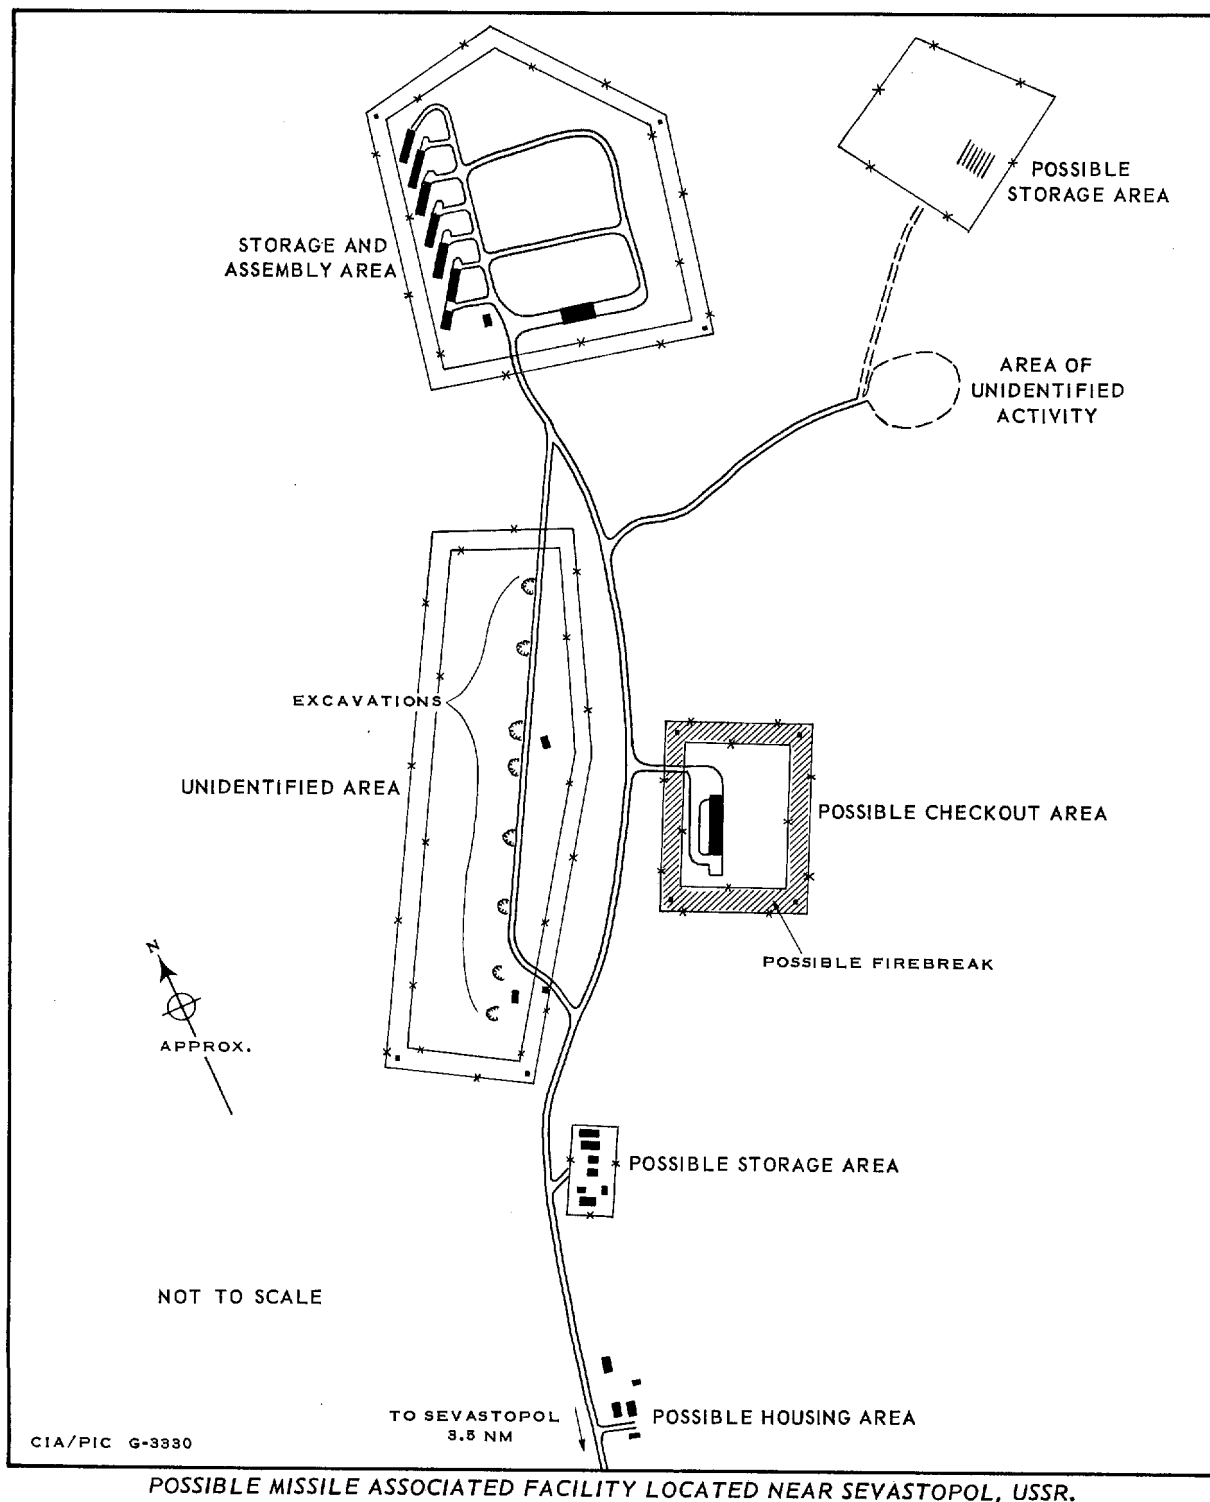 POSSIBLE
STORAGE AREA
STORAGE AND
ASSEMBLY AREA
AREA OF
UNIDENTIFIED
ACTIVITY
EXCAVATIONS
UNIDENTIFIED AREA
POSSIBLE CHECKOUT AREA
POSSIBLE FIREBREAK
N
APPROX.
POSSIBLE STORAGE AREA
NOT TO SCALE
TO SEVASTOPOL
3.5 NM
POSSIBLE HOUSING AREA
CIA/PIC G-3330
POSSIBLE MISSILE ASSOCIATED FACILITY LOCATED NEAR SEVASTOPOL, USSR.